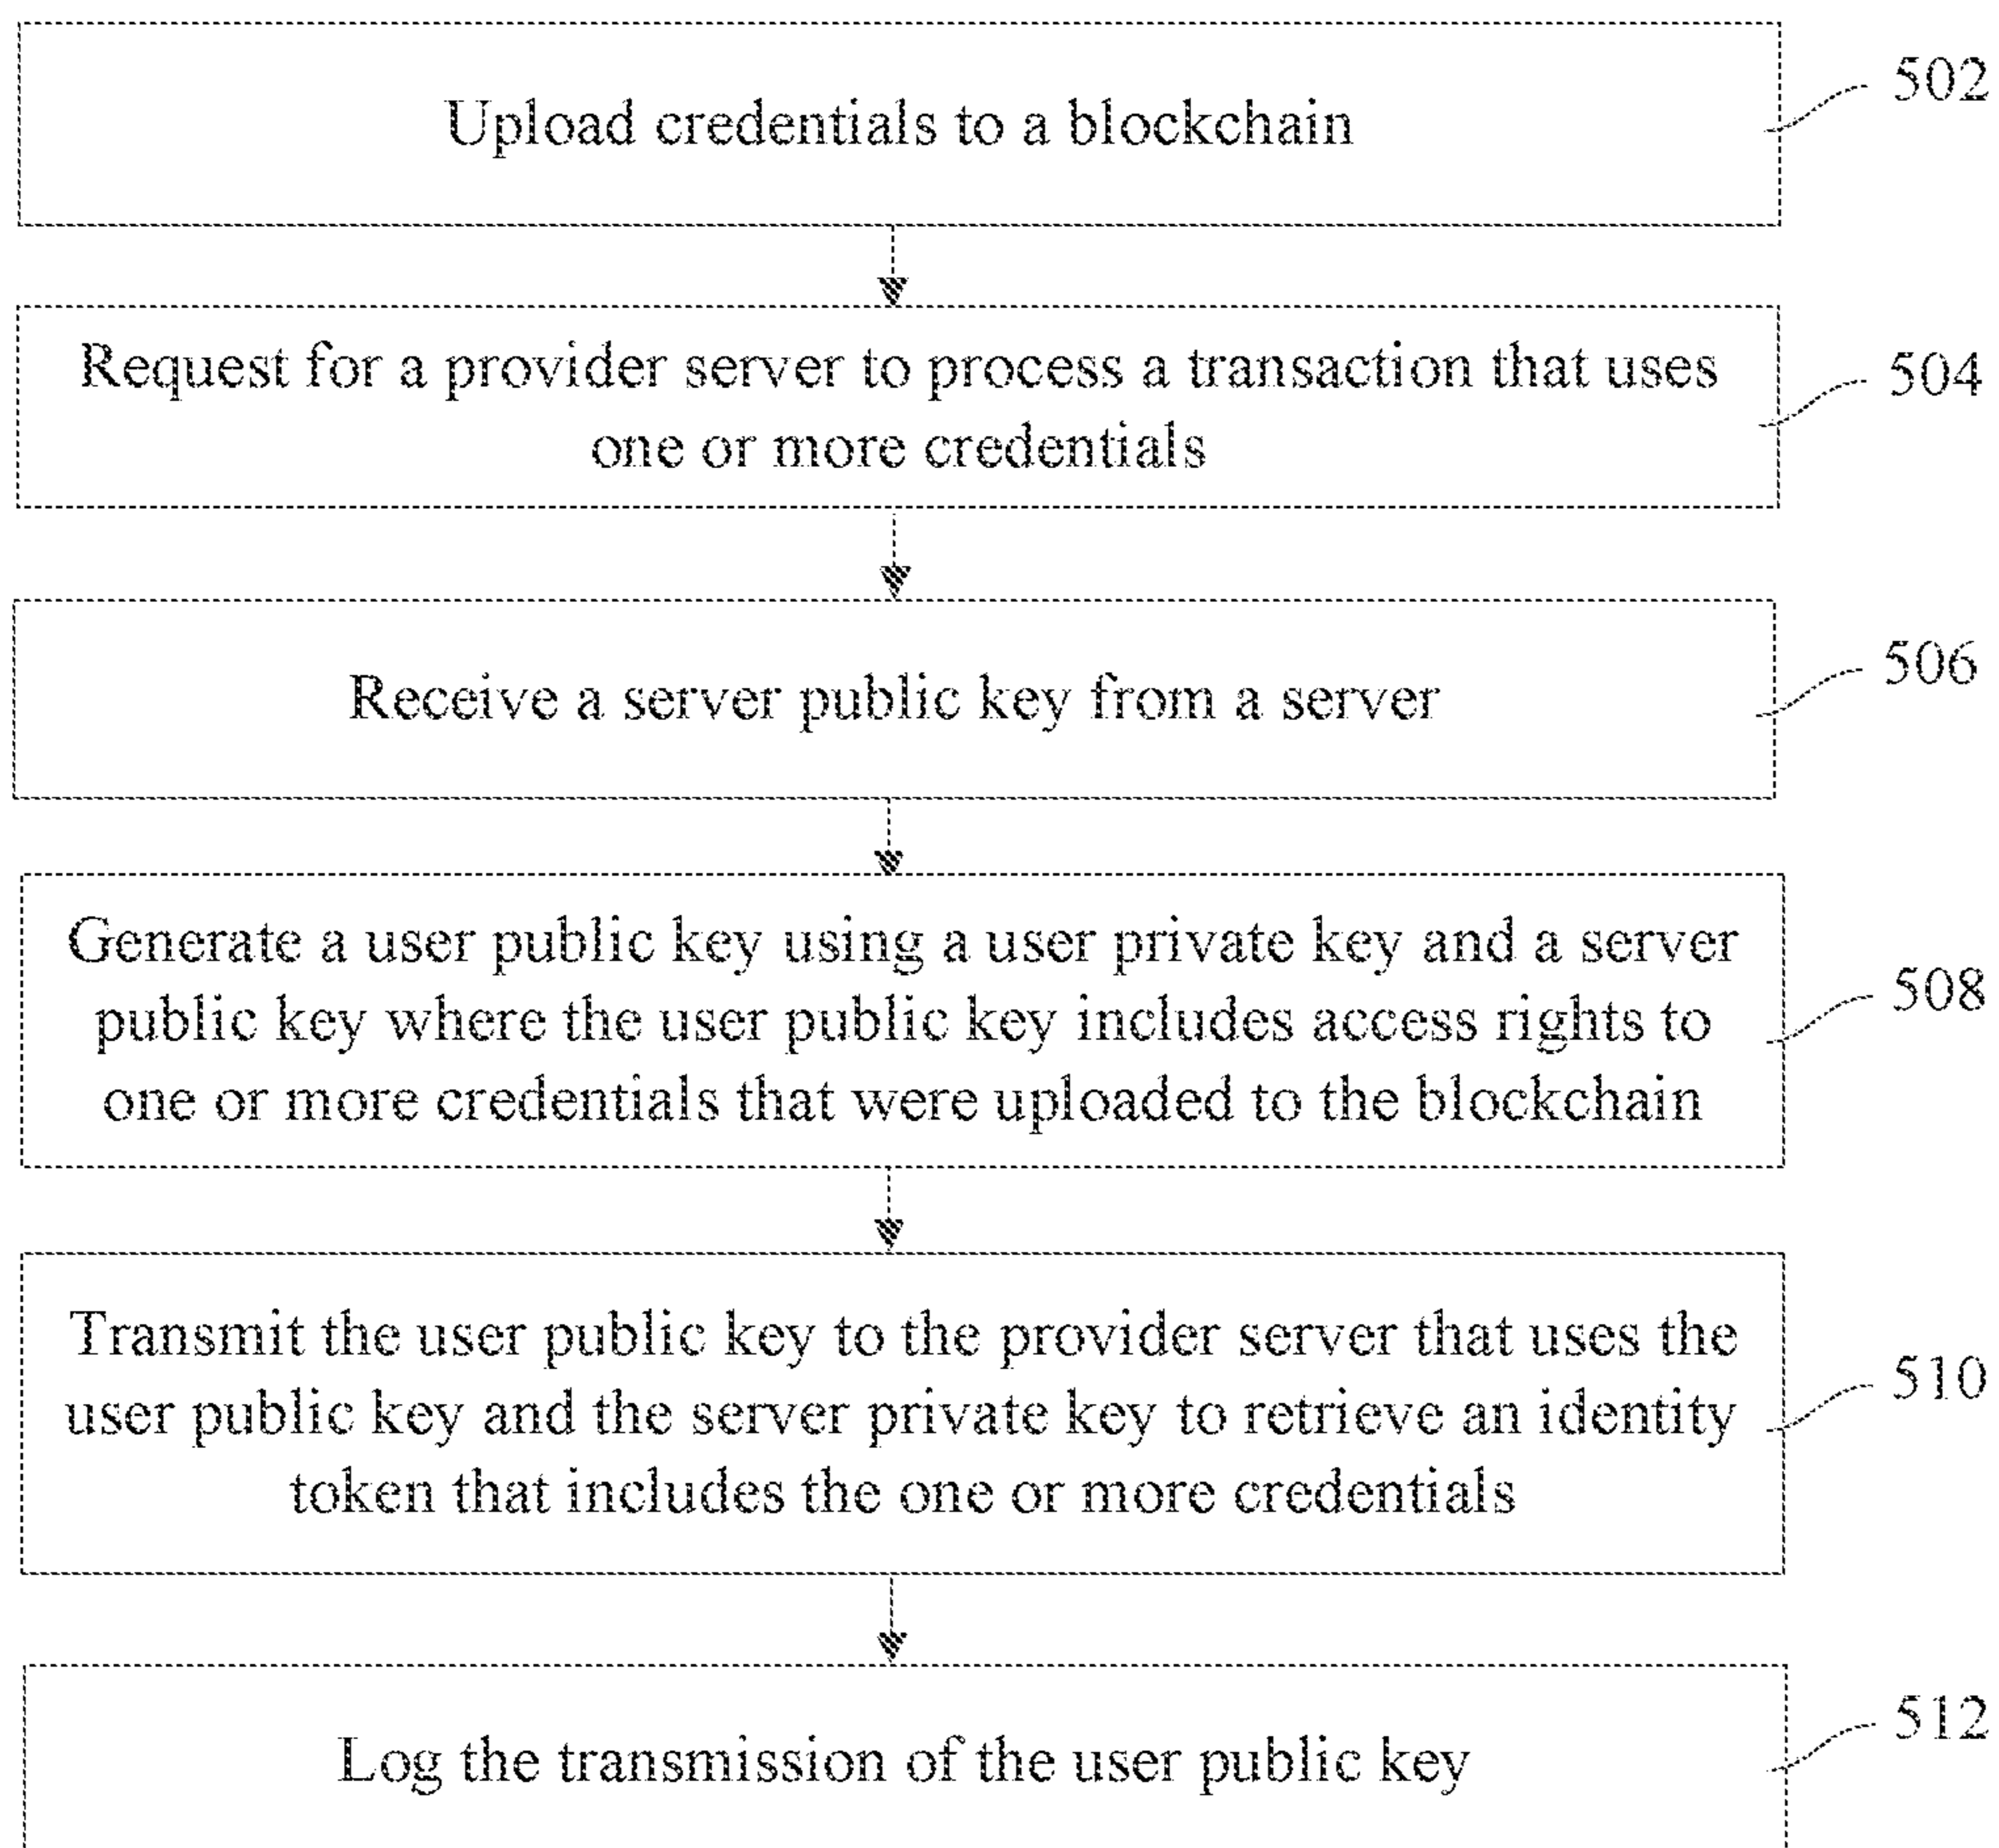 Upload credentials to a blockchain
502
Request for a provider server to process a transaction that uses
one or more credentials
504
Receive a server public key from a server
506
Generate a user public key using a user private key and a server
public key where the user public key includes access rights to
one or more credentials that were uploaded to the blockchain
508
Transmit the user public key to the provider server that uses the
user public key and the server private key to retrieve an identity
token that includes the one or more credentials
510
Log the transmission of the user public key
512